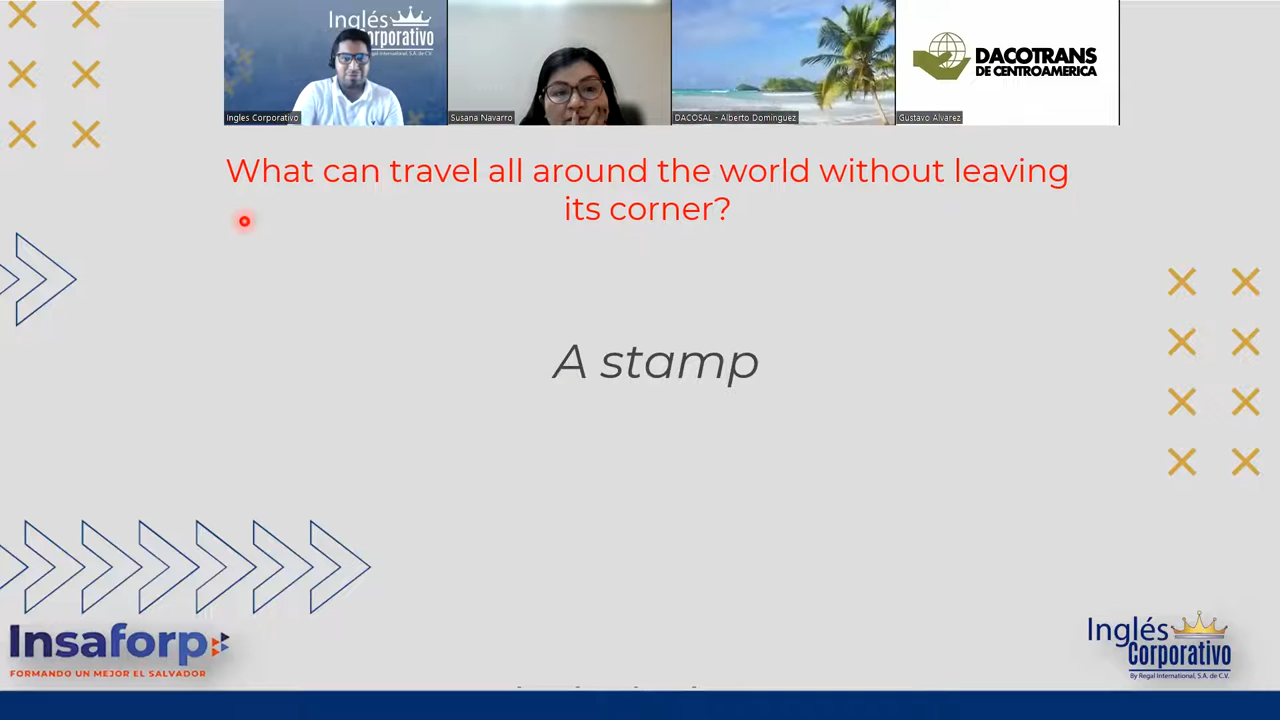 Inglés
Corporativo
By Regal International, S.A. de C.V.
Ingles Corporativo
Susana Navarro
DACOSAL - Alberto Dominguez
DACOTRANS
DE CENTROAMERICA
Gustavo Alvarez
What can travel all around the world without leaving
its corner?
A stamp
Insaforp
FORMANDO UN MEJOR EL SALVADOR
Inglés
Corporativo
By Regal International, S.A. de C.V.